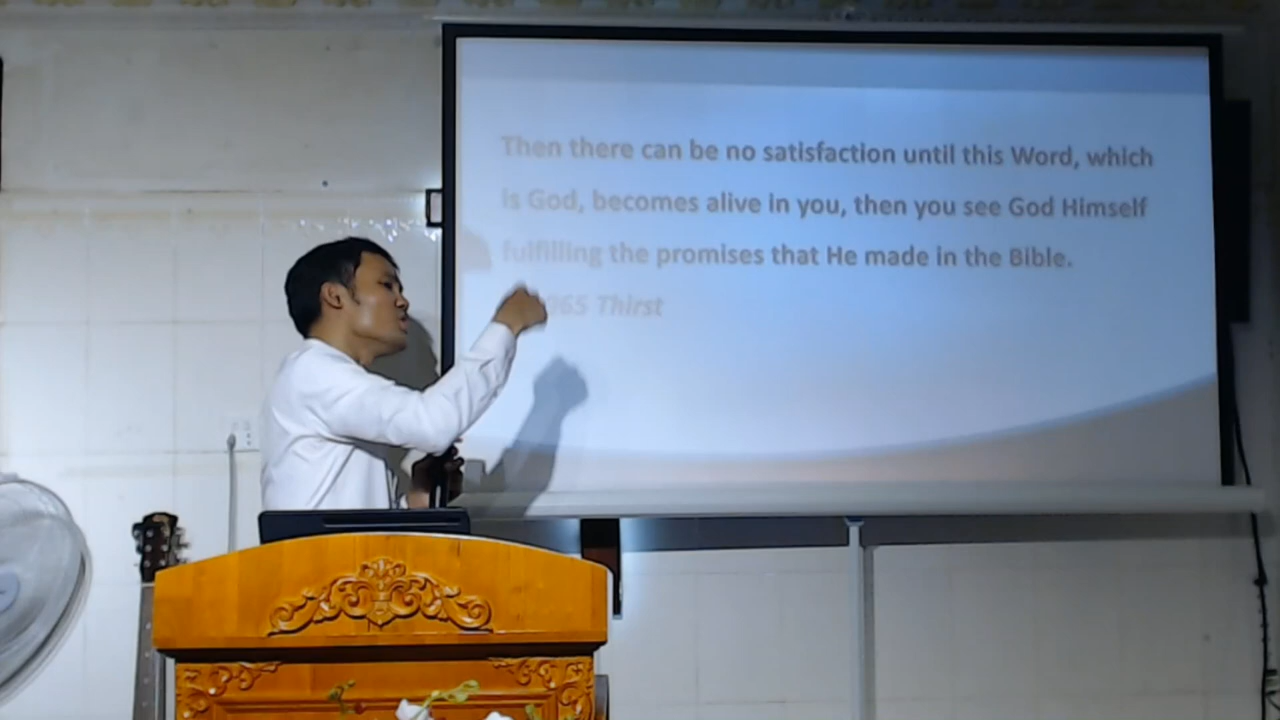 Then there can be no satisfaction until this Word, which
is God, becomes alive in you, then you see God Himself
fulfilling the promises that He made in the Bible.
965 Thirst